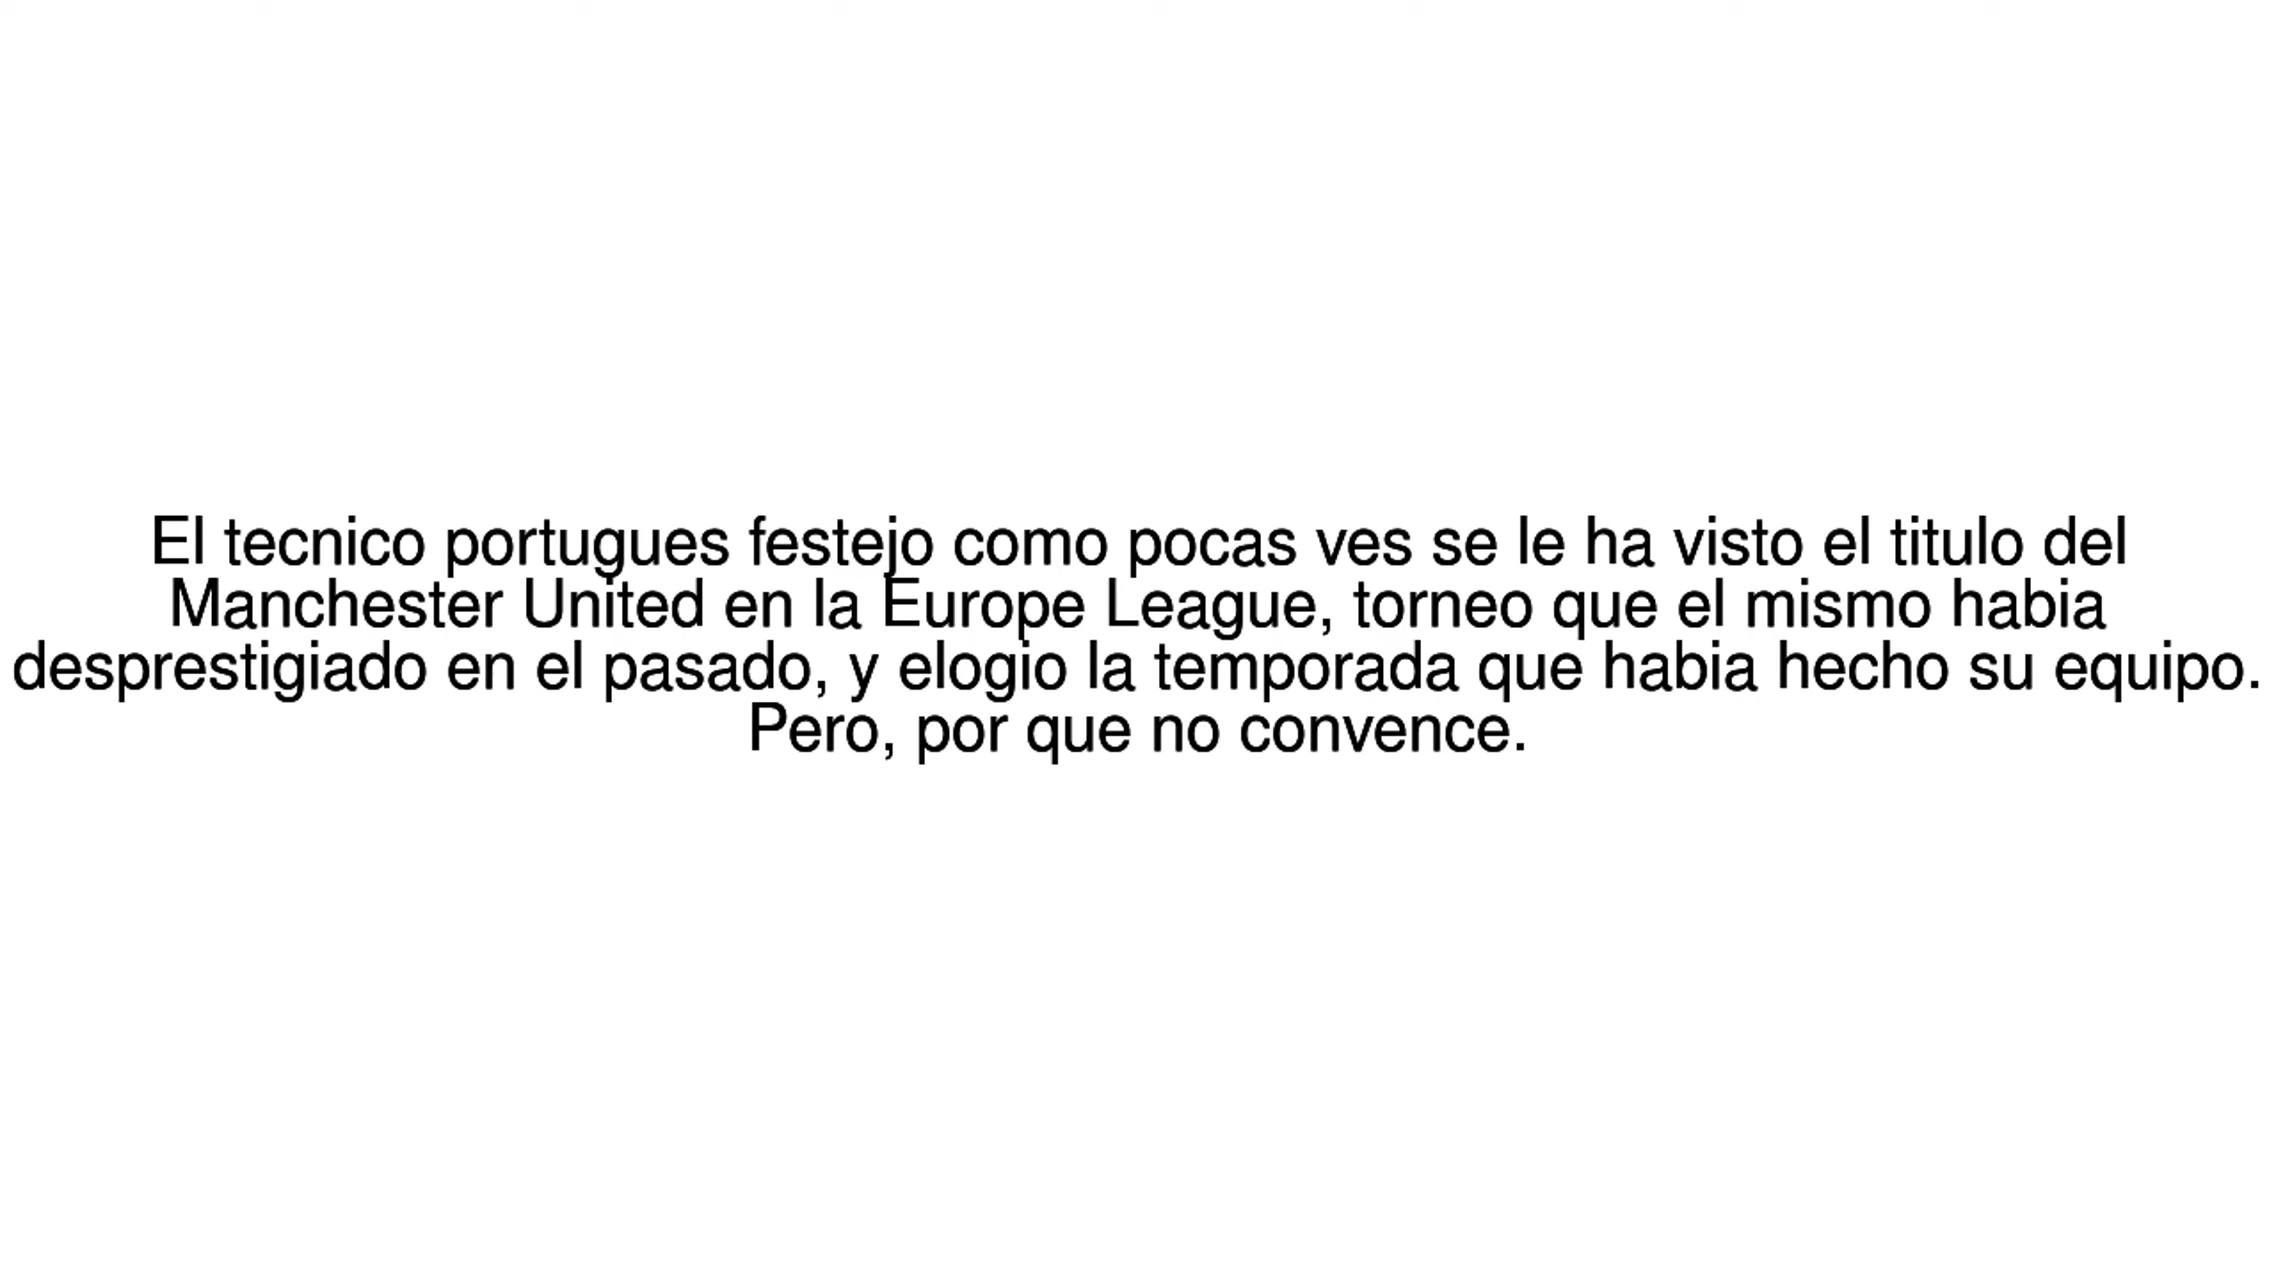 El tecnico portugues festejo como pocas ves se le ha visto el titulo del
Manchester United en la Europe League, torneo que el mismo habia
desprestigiado en el pasado, y elogio la temporada que habia hecho su equipo.
Pero, por que no convence.